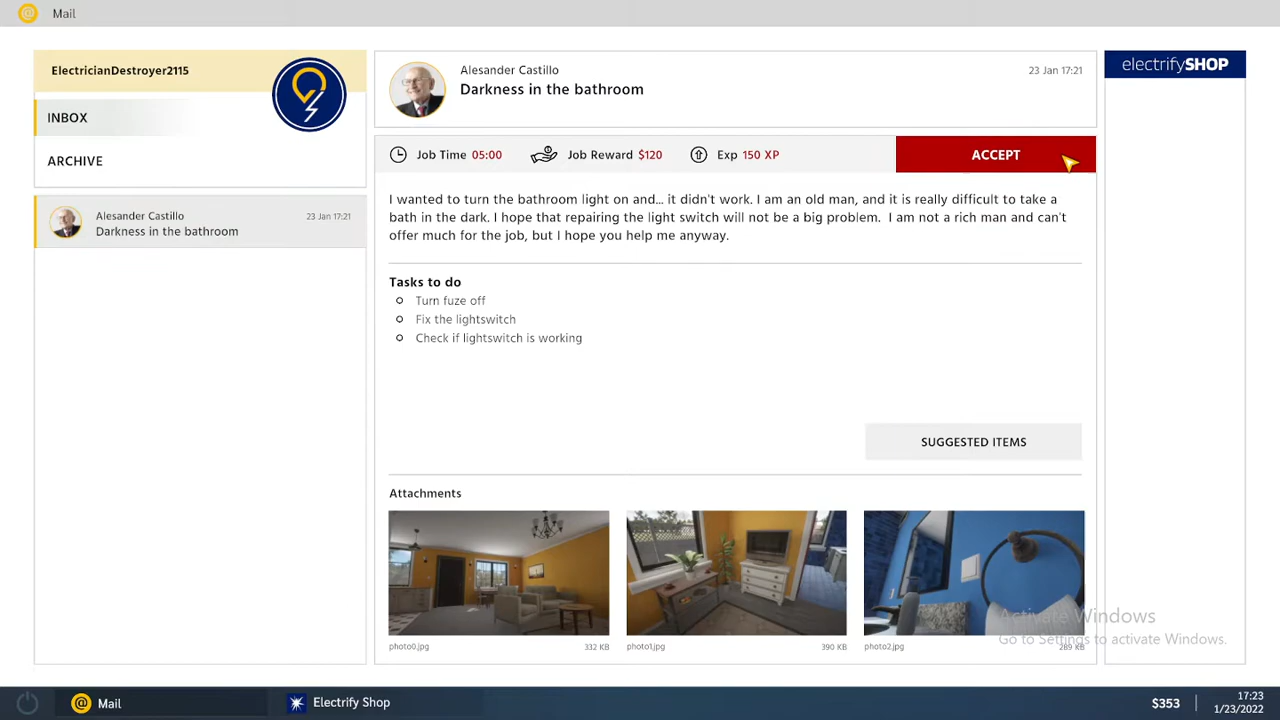 Mail
ElectricianDestroyer2115
INBOX
ARCHIVE
Alesander Castillo
23 Jan 17:21
Darkness in the bathroom
Alesander Castillo
23 Jan 17:21
Darkness in the bathroom
Job Time 05:00
Job Reward $120
Exp 150 XP
ACCEPT
I wanted to turn the bathroom light on and... it didn't work. I am an old man, and it is really difficult to take a
bath in the dark. I hope that repairing the light switch will not be a big problem. I am not a rich man and can't
offer much for the job, but I hope you help me anyway.
Tasks to do
Turn fuze off
Fix the lightswitch
Check if lightswitch is working
SUGGESTED ITEMS
Attachments
photo0.jpg
332 KB
photo1.jpg
390 KB
photo2.jpg
289 KB
electrifySHOP
Activate Windows
Go to Settings to activate Windows.
Mail
Electrify Shop
$353
17:23
1/23/2022